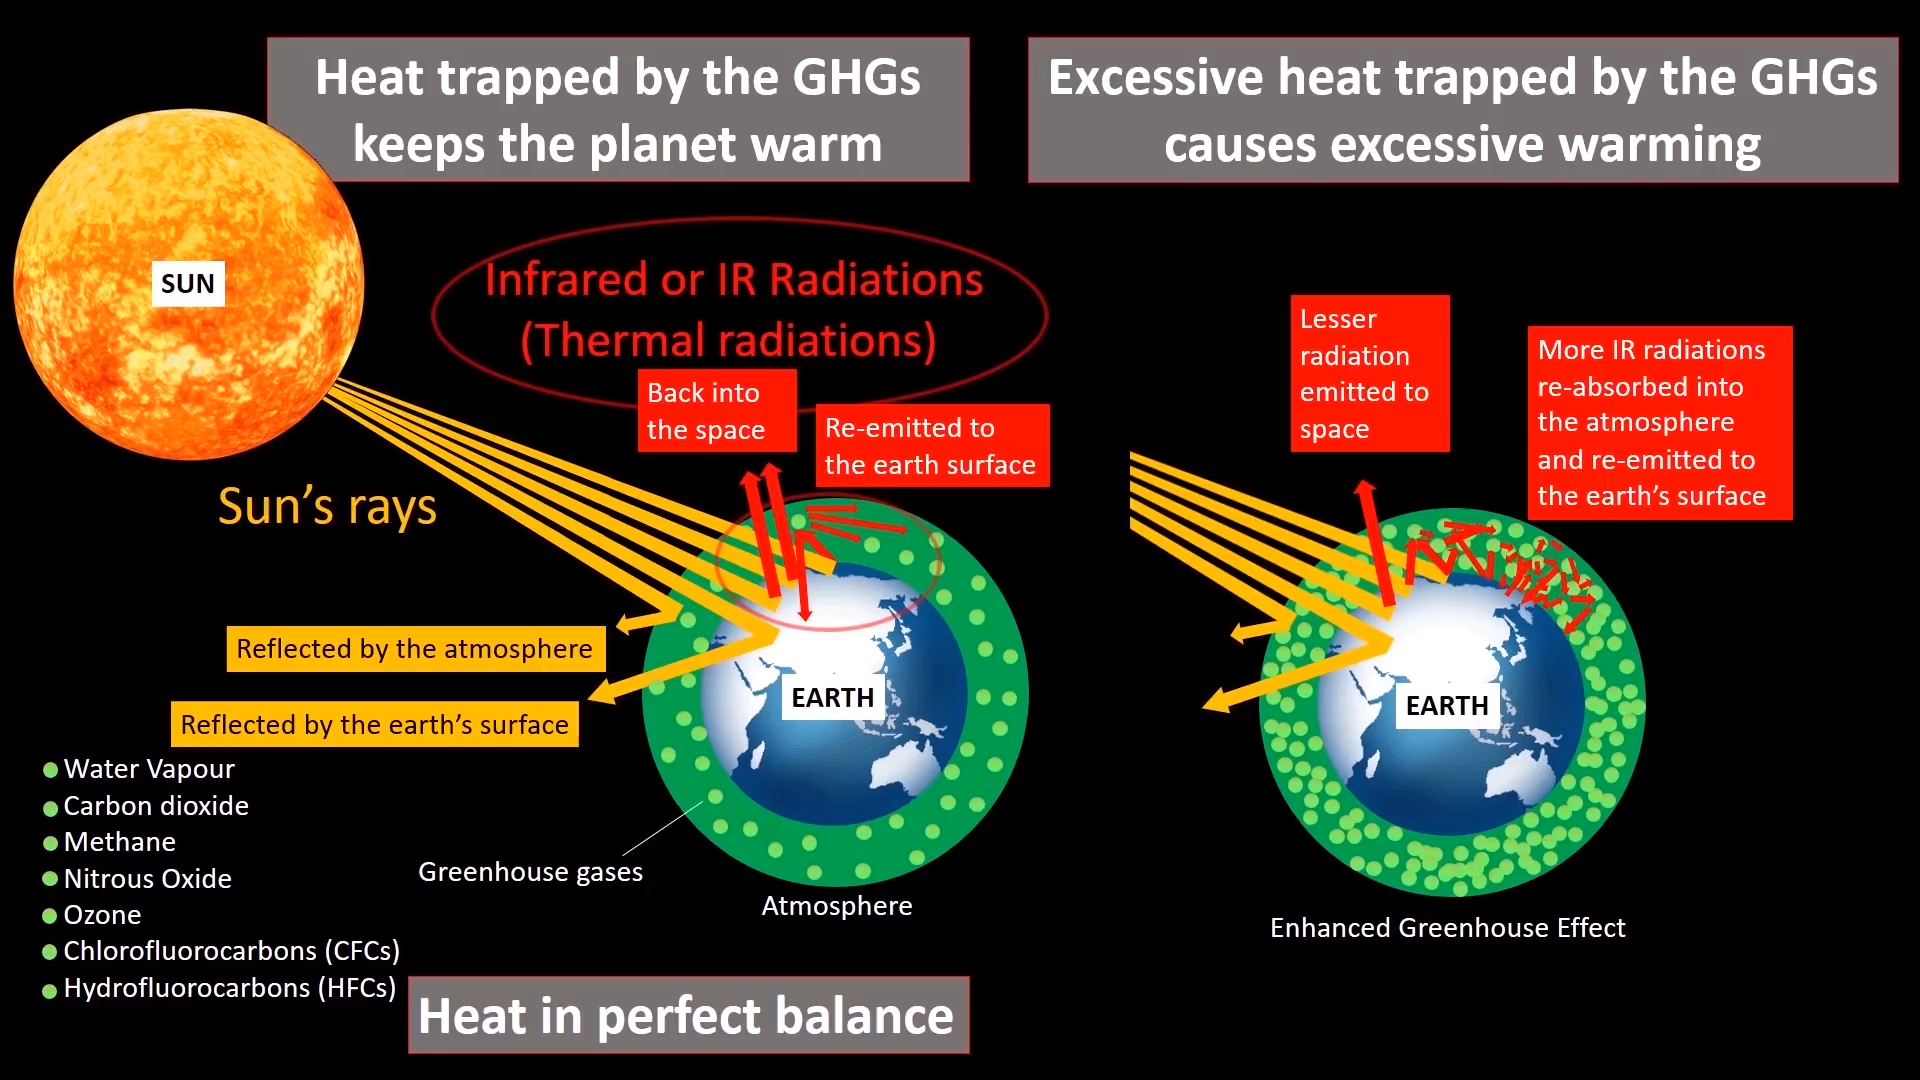 Heat trapped by the GHGs
keeps the planet warm
Excessive heat trapped by the GHGs
causes excessive warming
SUN
Infrared or IR Radiations
(Thermal radiations)
Back into
the space
Re-emitted to
the earth surface
Lesser
radiation
emitted to
space
More IR radiations
re-absorbed into
the atmosphere
and re-emitted to
the earth's surface
Sun's rays
Reflected by the atmosphere
Reflected by the earth's surface
EARTH
EARTH
Water Vapour
Carbon dioxide
Methane
Nitrous Oxide
Ozone
Chlorofluorocarbons (CFCs)
Hydrofluorocarbons (HFCs)
Greenhouse gases
Atmosphere
Enhanced Greenhouse Effect
Heat in perfect balance